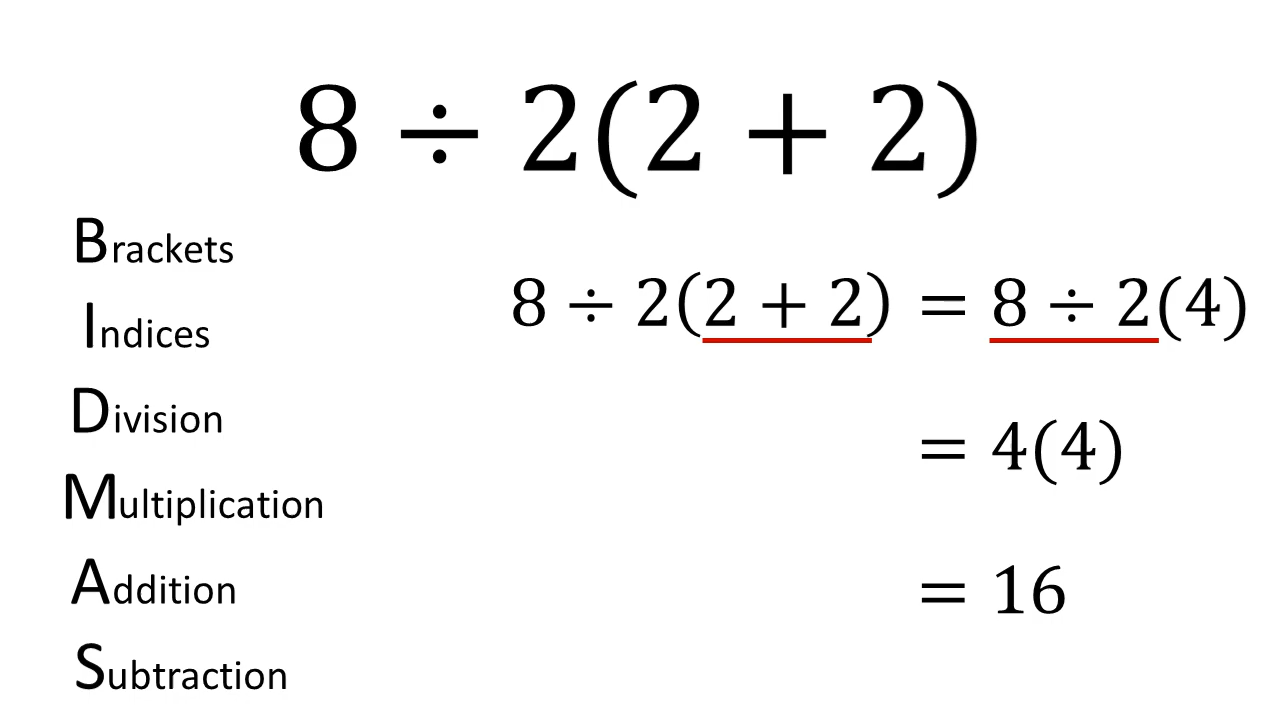 8 ÷ 2(2 + 2)
Brackets
Indices
Division
Multiplication
Addition
Subtraction
8 ÷ 2(2 + 2) = 8 ÷ 2(4)
= 4(4)
= 16